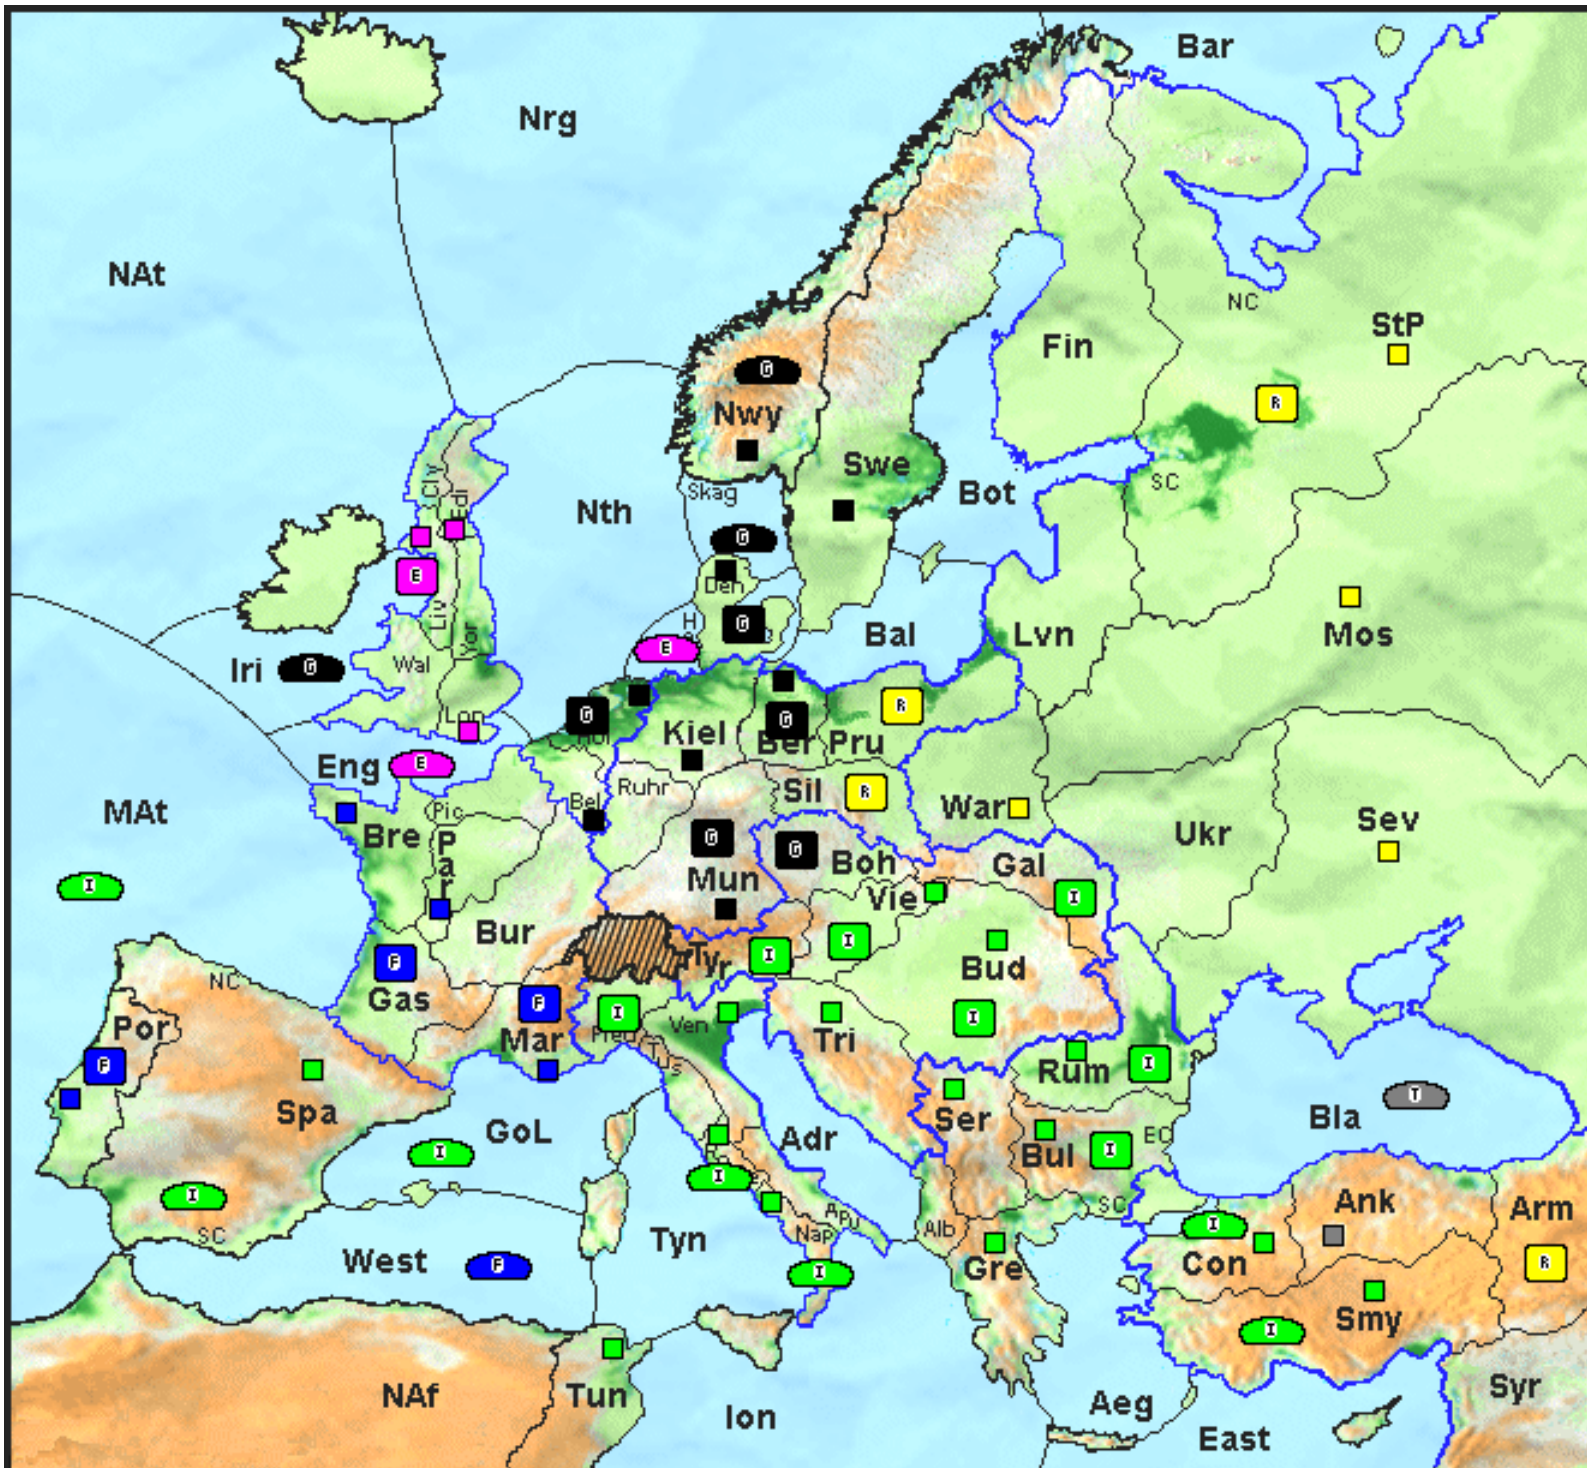 Bar
Nrg
NAt
NC
StP
Fin
R
G
Nwy
Swe
Skag
Bot
SC
Nth
Cly
Edi
G
Den
E
G
Liv
Yor
Bal
Lvn
Mos
H
E
Iri
G
Wal
Lon
G
Hol
Kiel
G
Ber
Pru
R
Eng
E
Ruhr
Sil
R
War
Ukr
Sev
MAt
Pic
Bel
Bre
Par
G
G
Boh
Gal
I
Mun
Vie
I
Bur
I
I
Tyr
Bud
F
Gas
NC
F
Mar
I
Pied
Ven
Tri
I
Por
F
Tus
Rum
I
Spa
Ser
T
Bla
GoL
I
Adr
Bul
I
EC
I
SC
I
Ank
Arm
SC
Apu
Nap
Alb
I
Con
West
F
Tyn
Gre
R
I
I
Smy
NAf
Tun
Ion
Aeg
East
Syr